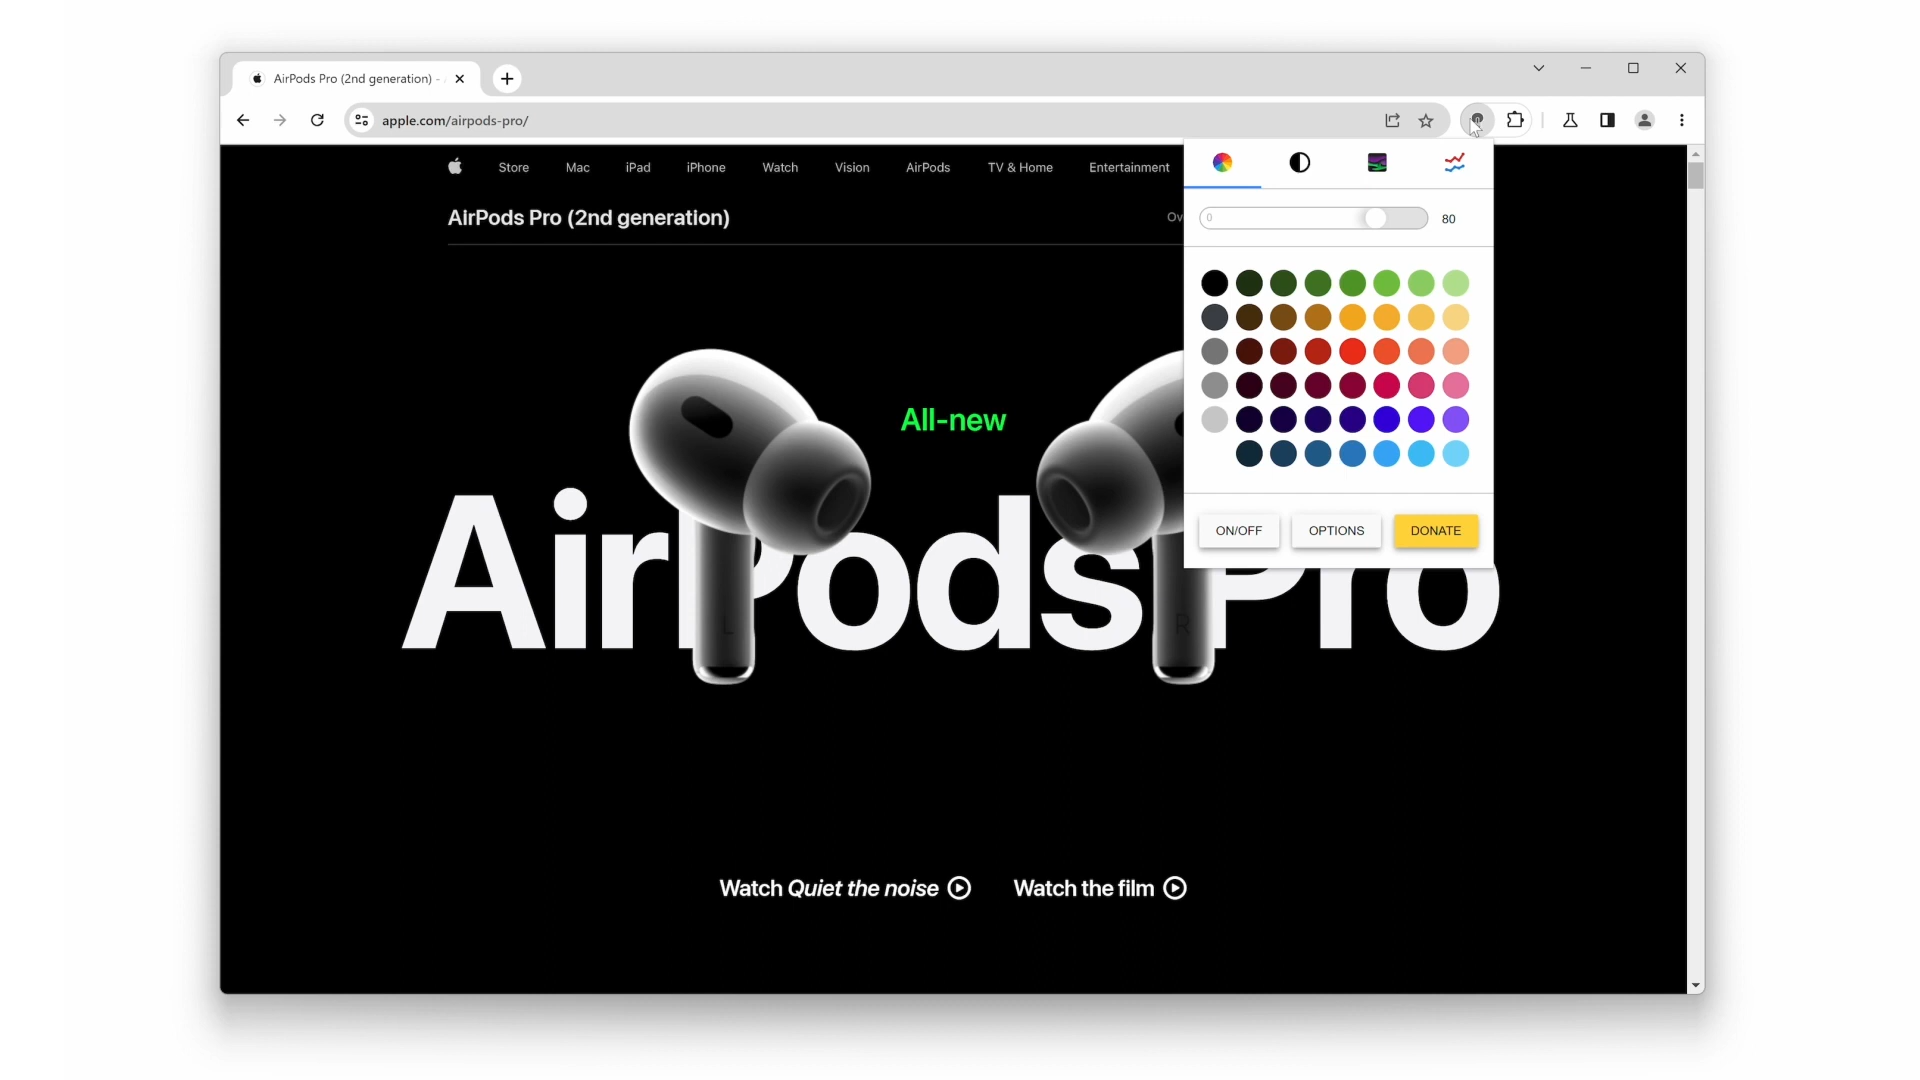 AirPods Pro (2nd generation) -
apple.com/airpods-pro/
Store Mac iPad iPhone Watch Vision AirPods TV & Home Entertainment
AirPods Pro (2nd generation)
Ov
0 80
All-new
AirPods Pro
L R
ON/OFF OPTIONS DONATE
Watch Quiet the noise Watch the film